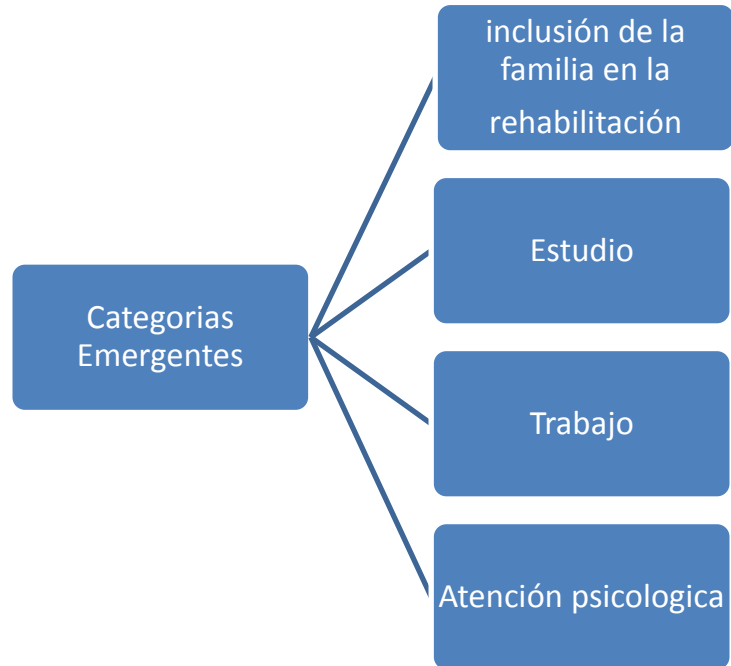 inclusión de la
familia en la
rehabilitación
Estudio
Categorias
Emergentes
Trabajo
Atención psicologica